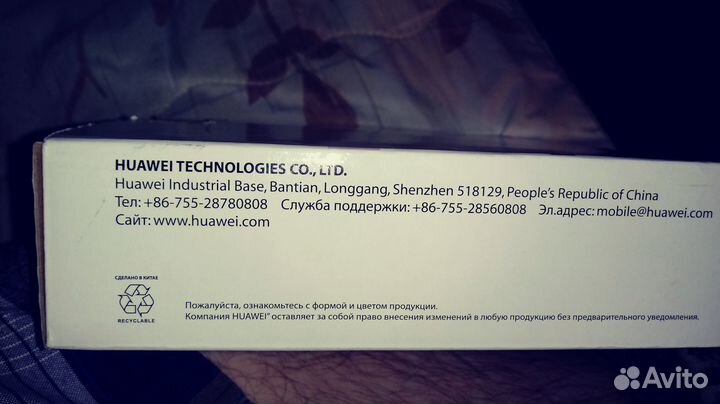 HUAWEI TECHNOLOGIES CO., LTD.
Huawei Industrial Base, Bantian, Longgang, Shenzhen 518129, People's Republic of China
Тел: +86-755-28780808 Служба поддержки: +86-755-28560808 Эл.адрес: mobile@huawei.com
Сайт: www.huawei.com
СДЕЛАНО В КИТАЕ
RECYCLABLE
Пожалуйста, ознакомьтесь с формой и цветом продукции.
Компания HUAWEI® оставляет за собой право внесения изменений в любую продукцию без предварительного уведомления.
Avito